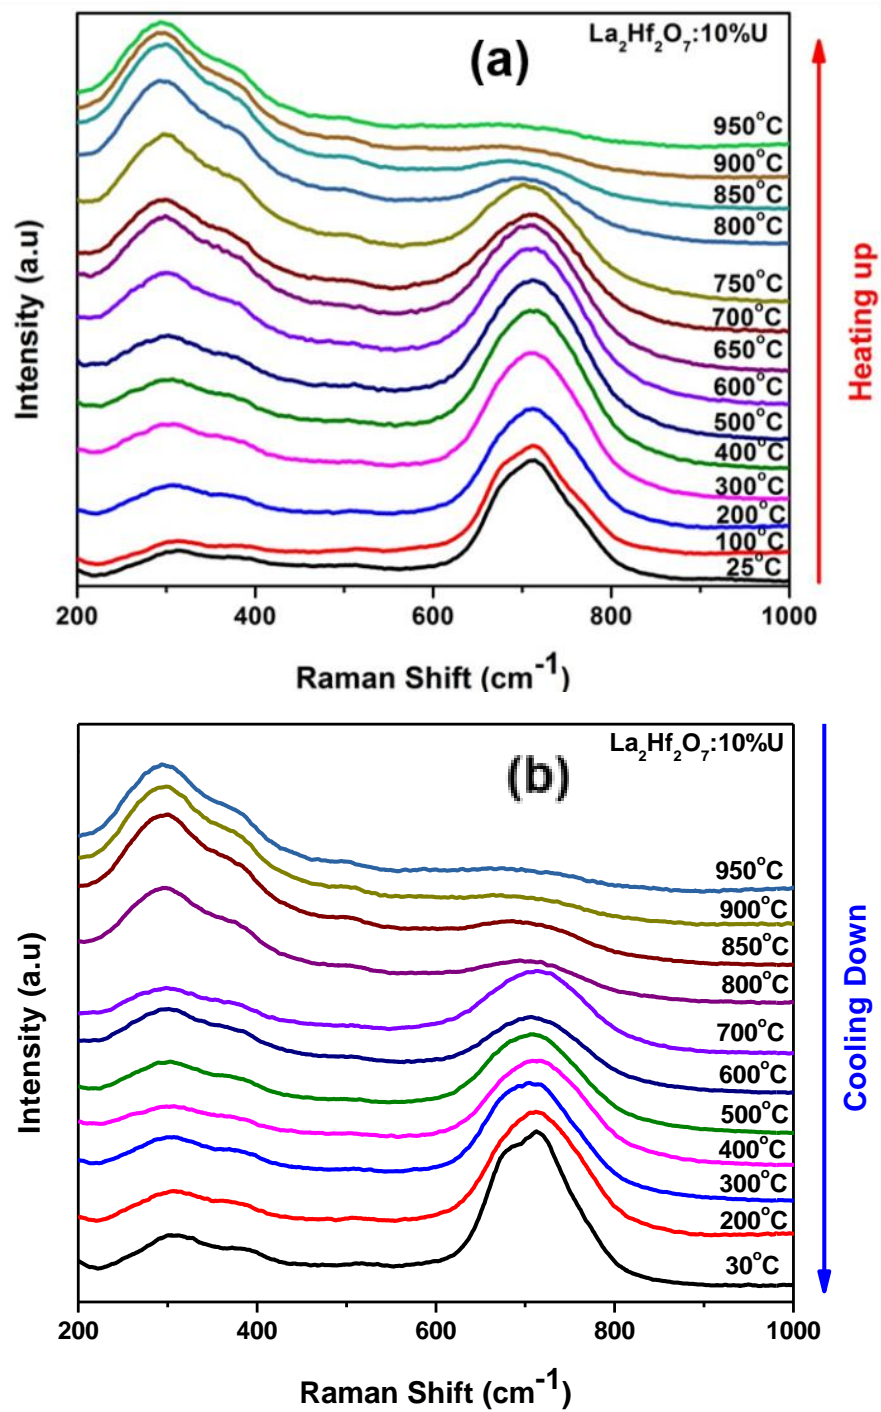 (a)
La₂Hf₂O₇:10%U
950°C
900°C
850°C
800°C
750°C
700°C
650°C
600°C
500°C
400°C
300°C
200°C
100°C
25°C
Intensity (a.u)
Heating up
200 400 600 800 1000
Raman Shift (cm⁻¹)
La₂Hf₂O₇:10%U
(b)
950°C
900°C
850°C
800°C
700°C
600°C
500°C
400°C
300°C
200°C
30°C
Intensity (a.u)
Cooling Down
200 400 600 800 1000
Raman Shift (cm⁻¹)